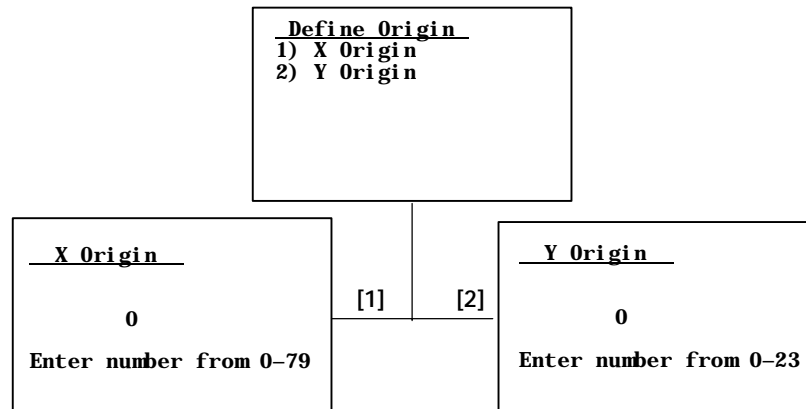 Define Origin
1) X Origin
2) Y Origin
X Origin
0
Enter number from 0–79
[1]
[2]
Y Origin
0
Enter number from 0–23